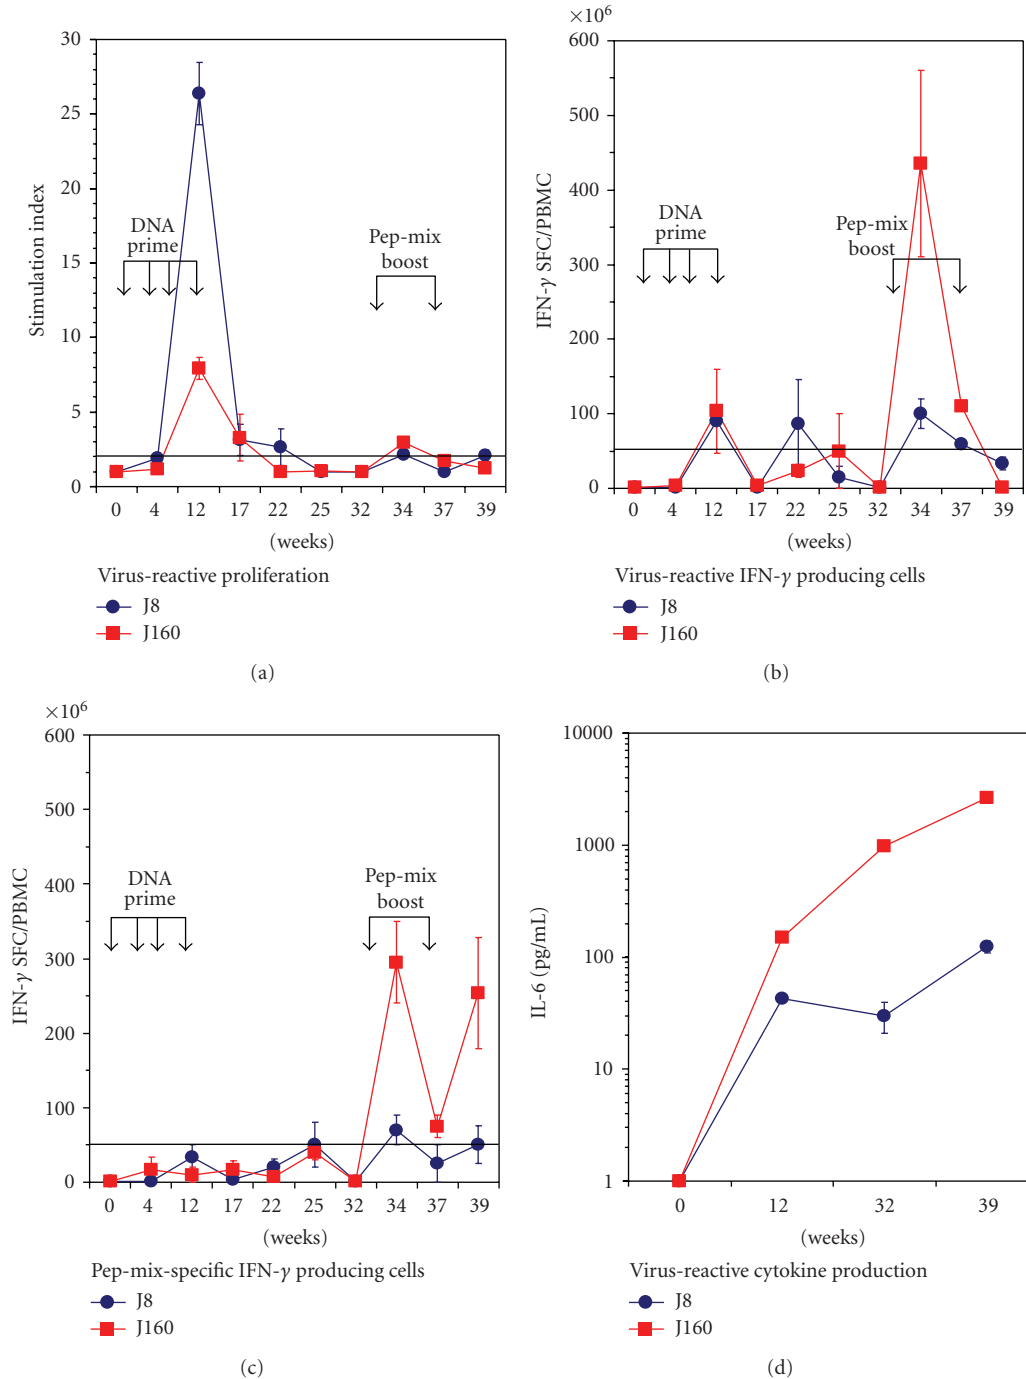 30
25
20
15
10
5
0
Stimulation index
DNA
prime
Pep-mix
boost
0 4 12 17 22 25 32 34 37 39
(weeks)
Virus-reactive proliferation
J8
J160
(a)
×10⁶
600
500
400
300
200
100
0
IFN-γ SFC/PBMC
DNA
prime
Pep-mix
boost
0 4 12 17 22 25 32 34 37 39
(weeks)
Virus-reactive IFN-γ producing cells
J8
J160
(b)
×10⁶
600
500
400
300
200
100
0
IFN-γ SFC/PBMC
DNA
prime
Pep-mix
boost
0 4 12 17 22 25 32 34 37 39
(weeks)
Pep-mix-specific IFN-γ producing cells
J8
J160
(c)
10000
1000
100
10
1
IL-6 (pg/mL)
0 12 32 39
(weeks)
Virus-reactive cytokine production
J8
J160
(d)